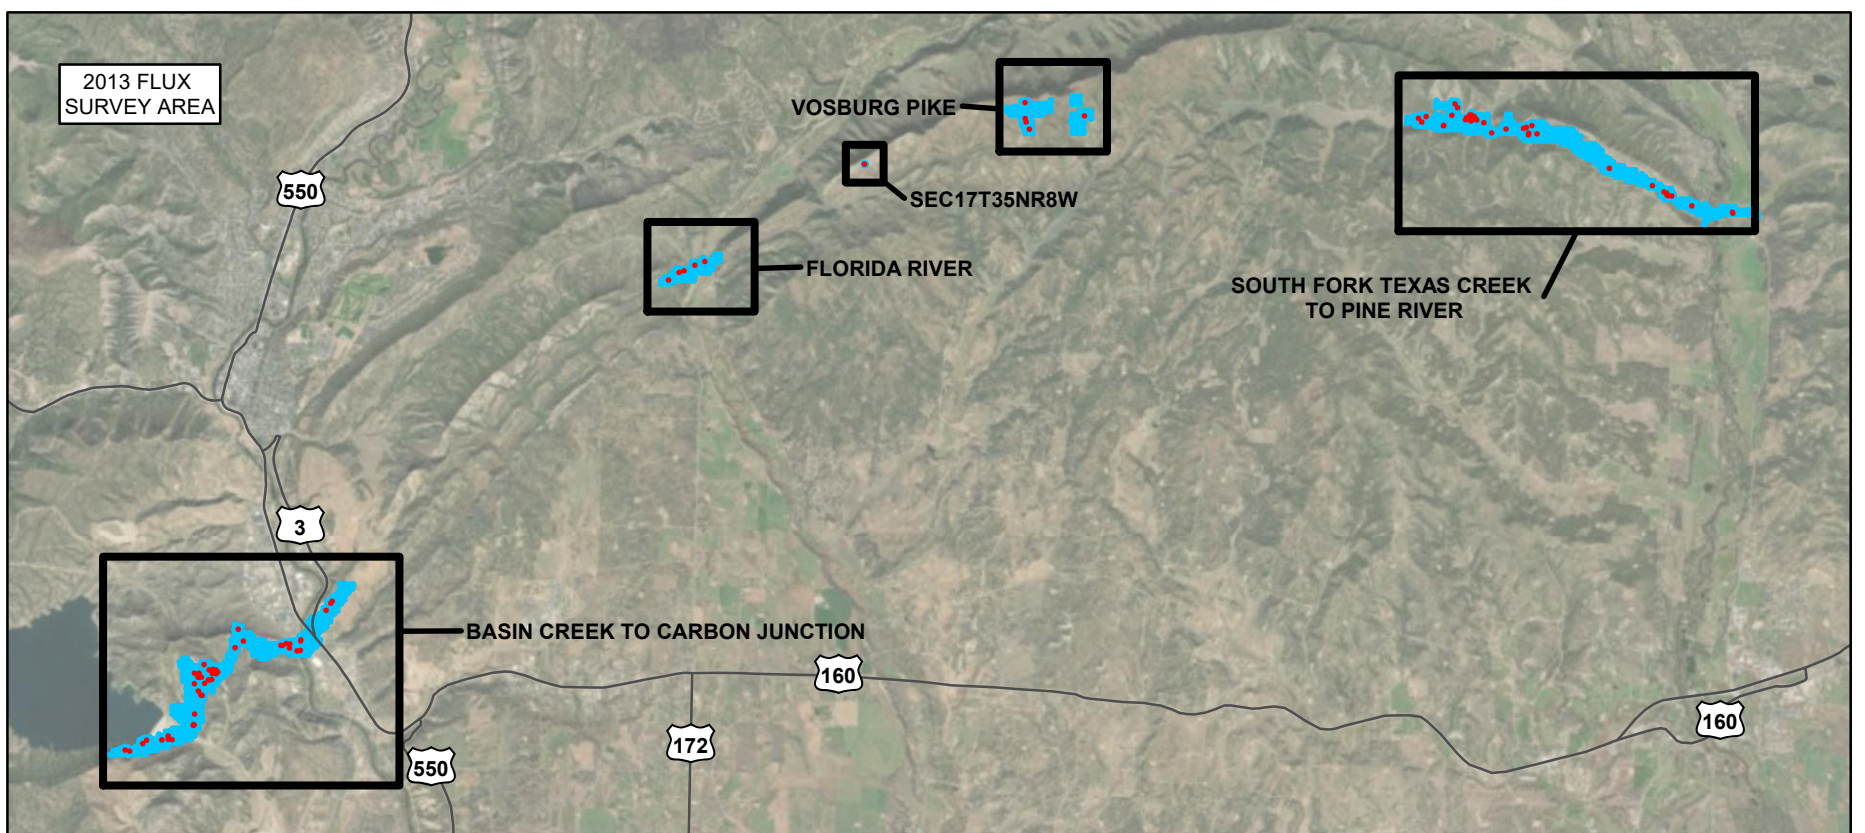 2013 FLUX
SURVEY AREA
550
VOSBURG PIKE
SEC17T35NR8W
FLORIDA RIVER
SOUTH FORK TEXAS CREEK
TO PINE RIVER
3
BASIN CREEK TO CARBON JUNCTION
160
160
172
550